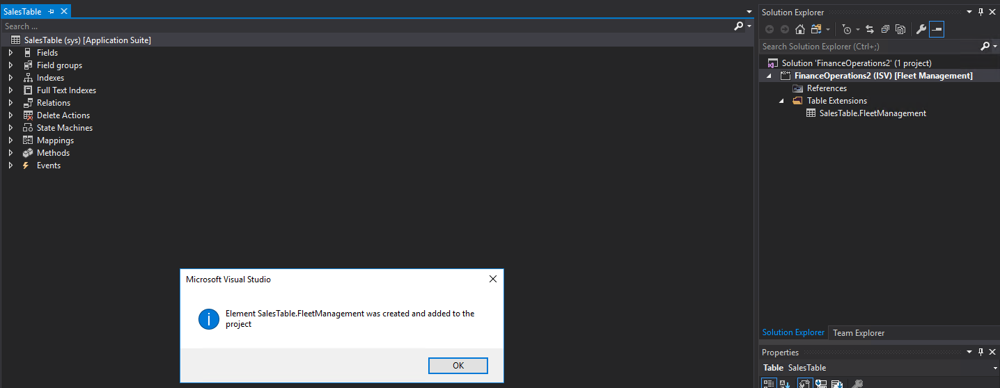 SalesTable
Search ...
SalesTable (sys) [Application Suite]
Fields
Field groups
Indexes
Full Text Indexes
Relations
Delete Actions
State Machines
Mappings
Methods
Events
Microsoft Visual Studio
Element SalesTable.FleetManagement was created and added to the
project
OK
Solution Explorer
Search Solution Explorer (Ctrl+;)
Solution 'FinanceOperations2' (1 project)
FinanceOperations2 (ISV) [Fleet Management]
References
Table Extensions
SalesTable.FleetManagement
Solution Explorer Team Explorer
Properties
Table SalesTable